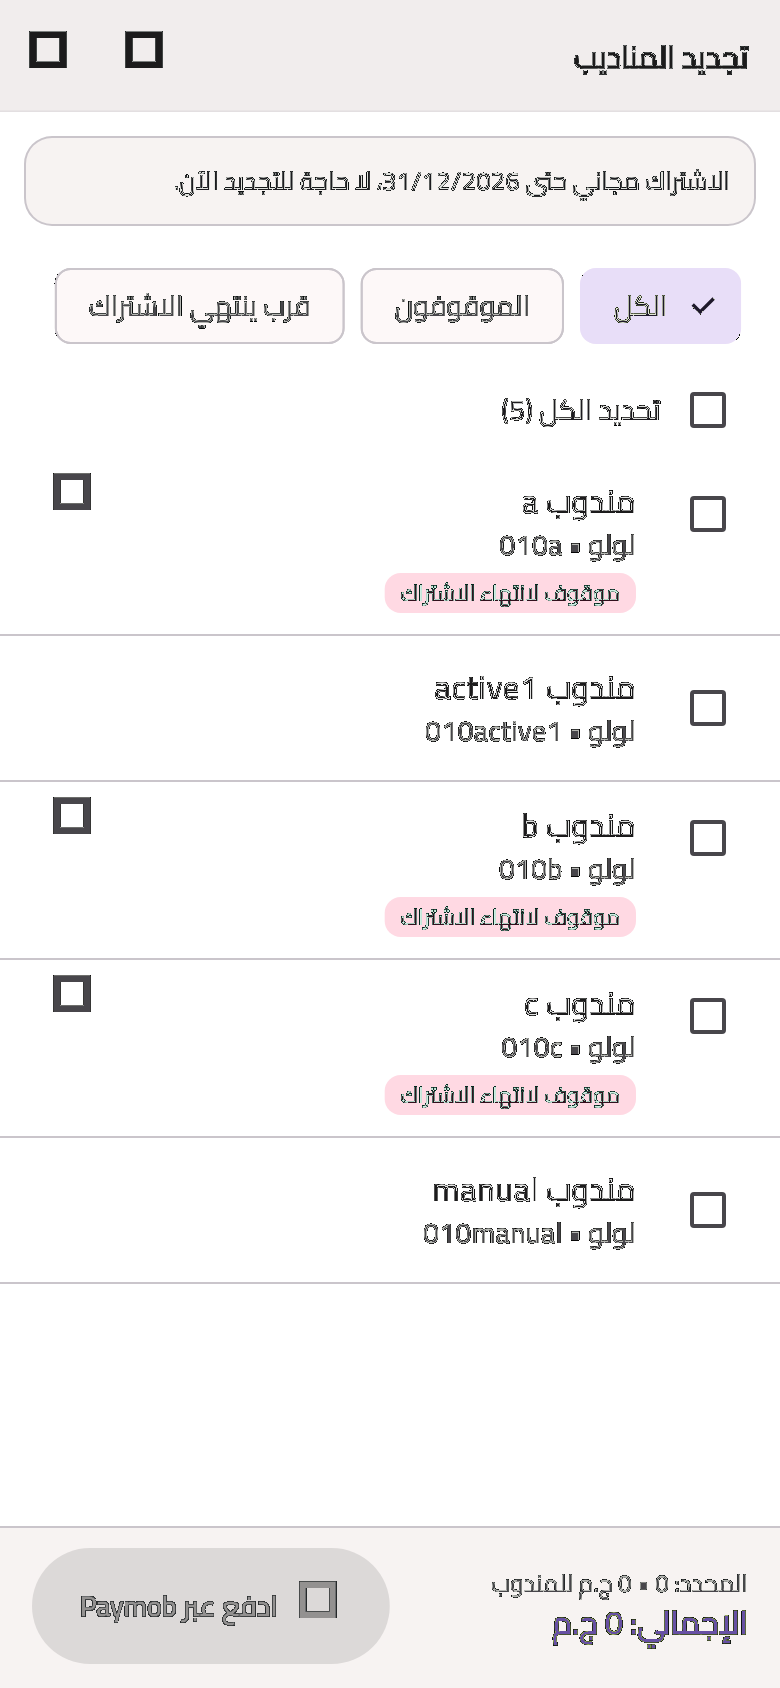 تجديد المناديب
الاشتراك مجاني حتى 31/12/2026، لا حاجة للتجديد الآن.
الكل
الموقوفون
قرب ينتهي الاشتراك
تحديد الكل (5)
مندوب a
لولو • 010a
موقوف لانتهاء الاشتراك
مندوب active1
لولو • 010active1
مندوب b
لولو • 010b
موقوف لانتهاء الاشتراك
مندوب c
لولو • 010c
موقوف لانتهاء الاشتراك
مندوب manual
لولو • 010manual
المحدد: 0 • 0 ج.م للمندوب
الإجمالي: 0 ج.م
ادفع عبر Paymob